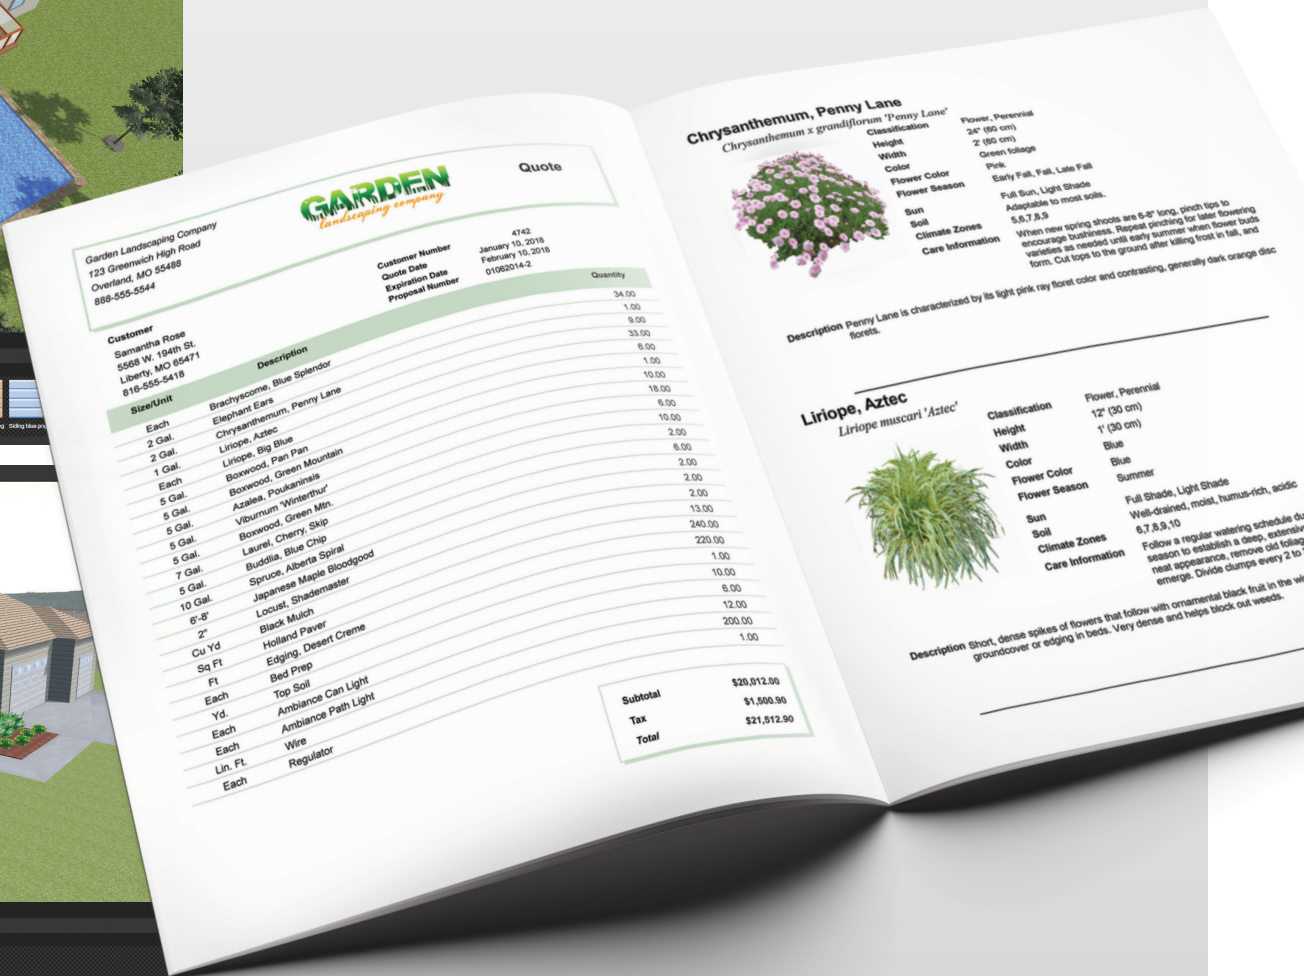 GARDEN
landscaping company
Quote
Garden Landscaping Company
123 Greenwich High Road
Overland, MO 55488
888-555-5544
Customer Number 4742
Quote Date January 10, 2018
Expiration Date February 10, 2018
Proposal Number 01062014-2
Customer
Samantha Rose
5568 W. 194th St.
Liberty, MO 65471
816-555-5418
Size/Unit Description Quantity
Each Brachyscome, Blue Splendor 34.00
2 Gal. Elephant Ears 1.00
2 Gal. Chrysanthemum, Penny Lane 9.00
1 Gal. Liriope, Aztec 33.00
Each Liriope, Big Blue 6.00
5 Gal. Boxwood, Pan Pan 1.00
5 Gal. Boxwood, Green Mountain 10.00
5 Gal. Azalea, Poukaninsis 18.00
5 Gal. Viburnum 'Winterthur' 6.00
5 Gal. Boxwood, Green Mtn. 10.00
7 Gal. Laurel, Cherry, Skip 2.00
5 Gal. Buddlia, Blue Chip 6.00
10 Gal. Spruce, Alberta Spiral 2.00
6'-8' Japanese Maple Bloodgood 2.00
2" Locust, Shademaster 2.00
Cu Yd Black Mulch 13.00
Sq Ft Holland Paver 240.00
Ft Edging, Desert Creme 220.00
Each Bed Prep 1.00
Yd. Top Soil 10.00
Each Ambiance Can Light 6.00
Each Ambiance Path Light 12.00
Lin. Ft. Wire 200.00
Each Regulator 1.00
Subtotal $20,012.00
Tax $1,500.90
Total $21,512.90
Chrysanthemum, Penny Lane
Chrysanthemum x grandiflorum 'Penny Lane'
Classification Flower, Perennial
Height 24" (60 cm)
Width 2' (60 cm)
Color Green foliage
Flower Color Pink
Flower Season Early Fall, Fall, Late Fall
Sun Full Sun, Light Shade
Soil Adaptable to most soils.
Climate Zones 5,6,7,8,9
Care Information When new spring shoots are 6-8" long, pinch tips to
encourage bushiness. Repeat pinching for later flowering
varieties as needed until early summer when flower buds
form. Cut tops to the ground after killing frost in fall, and
Description Penny Lane is characterized by its light pink ray floret color and contrasting, generally dark orange disc
florets.
Liriope, Aztec
Liriope muscari 'Aztec'
Classification Flower, Perennial
Height 12" (30 cm)
Width 1' (30 cm)
Color Blue
Flower Color Blue
Flower Season Summer
Sun Full Shade, Light Shade
Soil Well-drained, moist, humus-rich, acidic
Climate Zones 6,7,8,9,10
Care Information Follow a regular watering schedule
season to establish a deep,
neat appearance, remove old
emerge. Divide clumps every 2 to
Description Short, dense spikes of flowers that follow with ornamental black fruit in the
groundcover or edging in beds. Very dense and helps block out weeds.
Siding blue.png